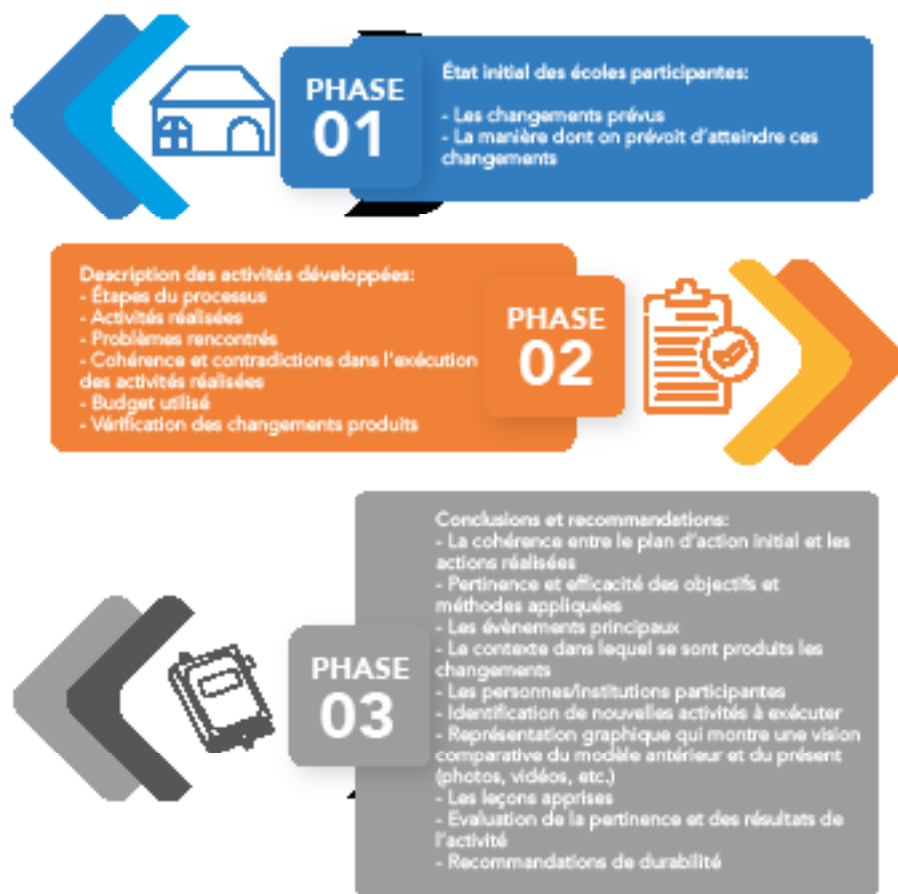 PHASE
01
État initial des écoles participantes:
- Les changements prévus
- La manière dont on prévoit d'atteindre ces
changements
Description des activités développées:
- Étapes du processus
- Activités réalisées
- Problèmes rencontrés
- Cohérence et contradictions dans l'exécution
des activités réalisées
- Budget utilisé
- Vérification des changements produits
PHASE
02
PHASE
03
Conclusions et recommandations:
- La cohérence entre le plan d'action initial et les
actions réalisées
- Pertinence et efficacité des objectifs et
méthodes appliquées
- Les évènements principaux
- Le contexte dans lequel se sont produits les
changements
- Les personnes/institutions participantes
- Identification de nouvelles activités à exécuter
- Représentation graphique qui montre une vision
comparative du modèle antérieur et du présent
(photos, vidéos, etc.)
- Les leçons apprises
- Evaluation de la pertinence et des résultats de
l'activité
- Recommandations de durabilité